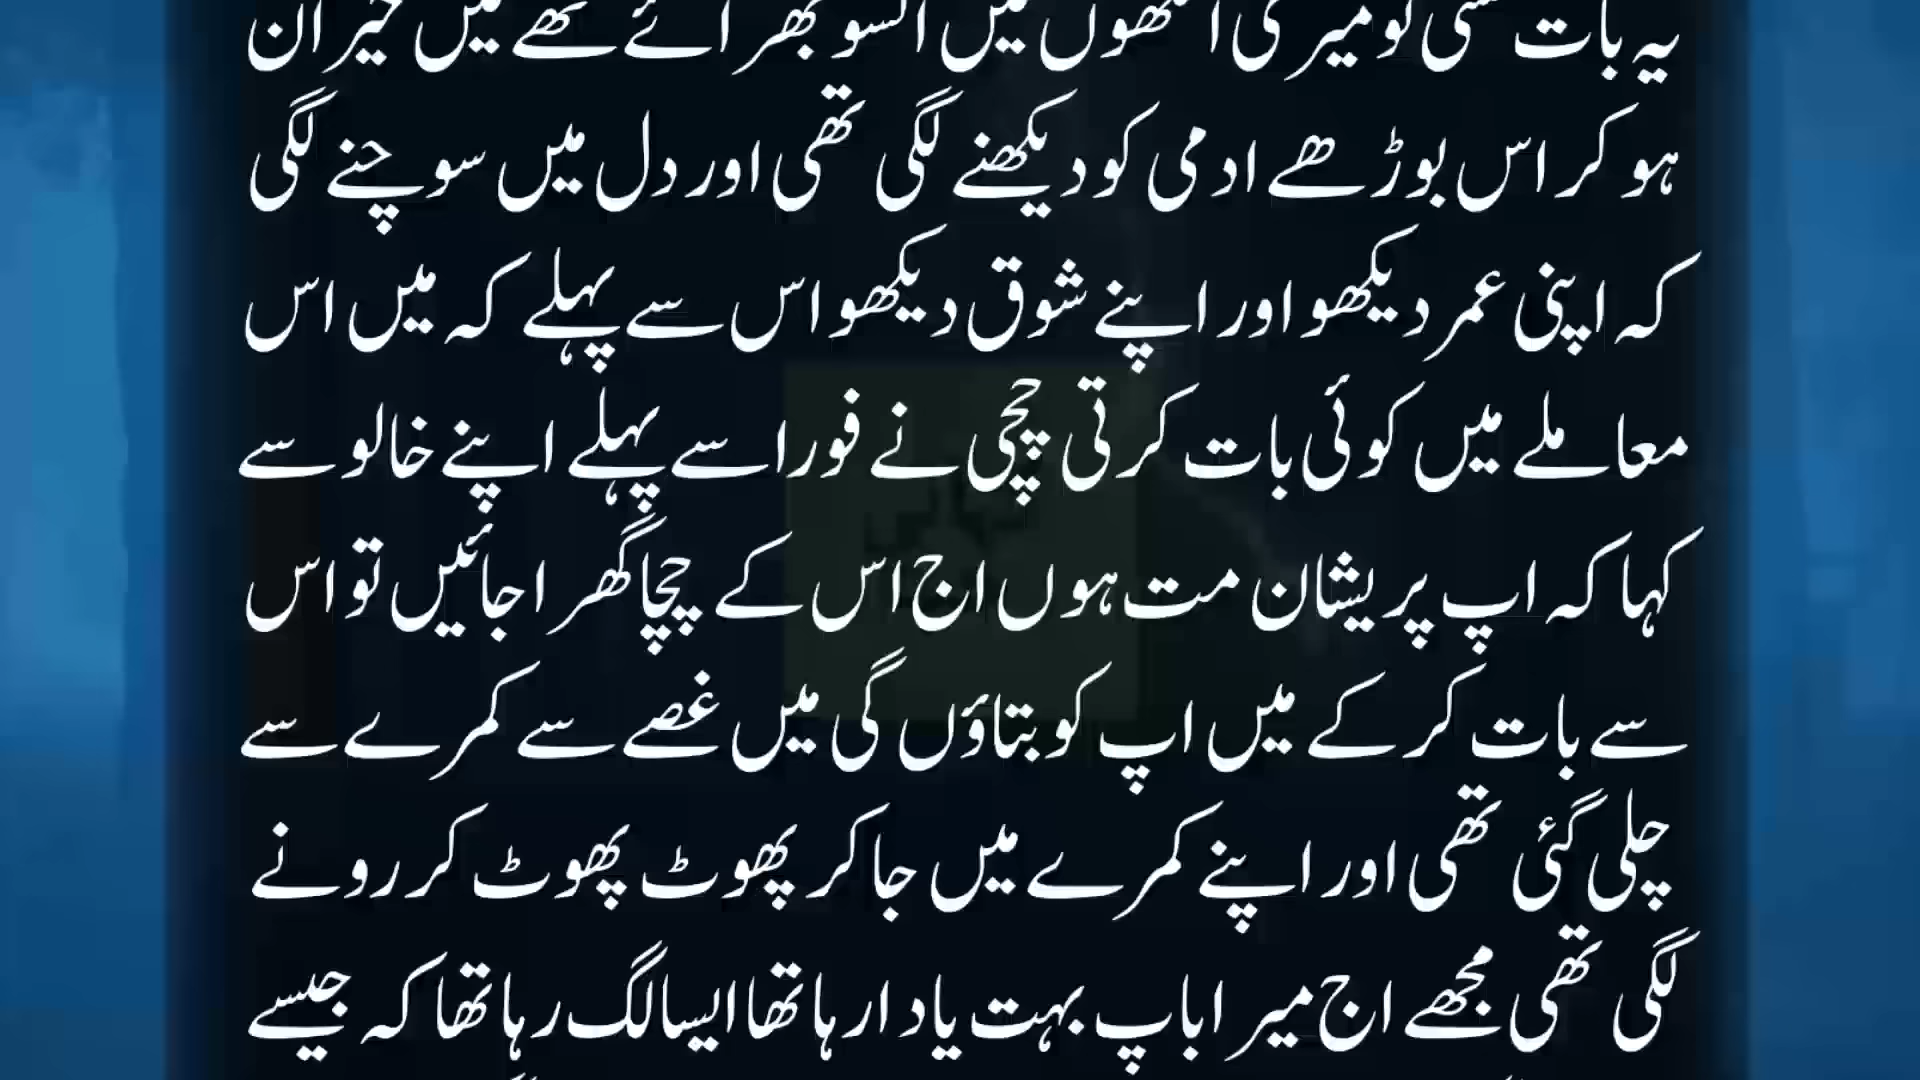 یہ بات سنی تو میری آنکھوں میں انسو بھر ائے تھے میں حیران
ہو کر اس بوڑھے ادمی کو دیکھنے لگی تھی اور دل میں سوچنے لگی
کہ اپنی عمر دیکھو اور اپنے شوق دیکھو اس سے پہلے کہ میں اس
معاملے میں کوئی بات کرتی چچی نے فورا سے پہلے اپنے خالو سے
کہا کہ اپ پریشان مت ہوں اج اس کے چچا گھر اجائیں تو اس
سے بات کر کے میں اپ کو بتاؤں گی میں غصے سے کمرے سے
چلی گئی تھی اور اپنے کمرے میں جا کر پھوٹ پھوٹ کر رونے
لگی تھی مجھے اج میرا باپ بہت یاد ارہا تھا ایسا لگ رہا تھا کہ جیسے